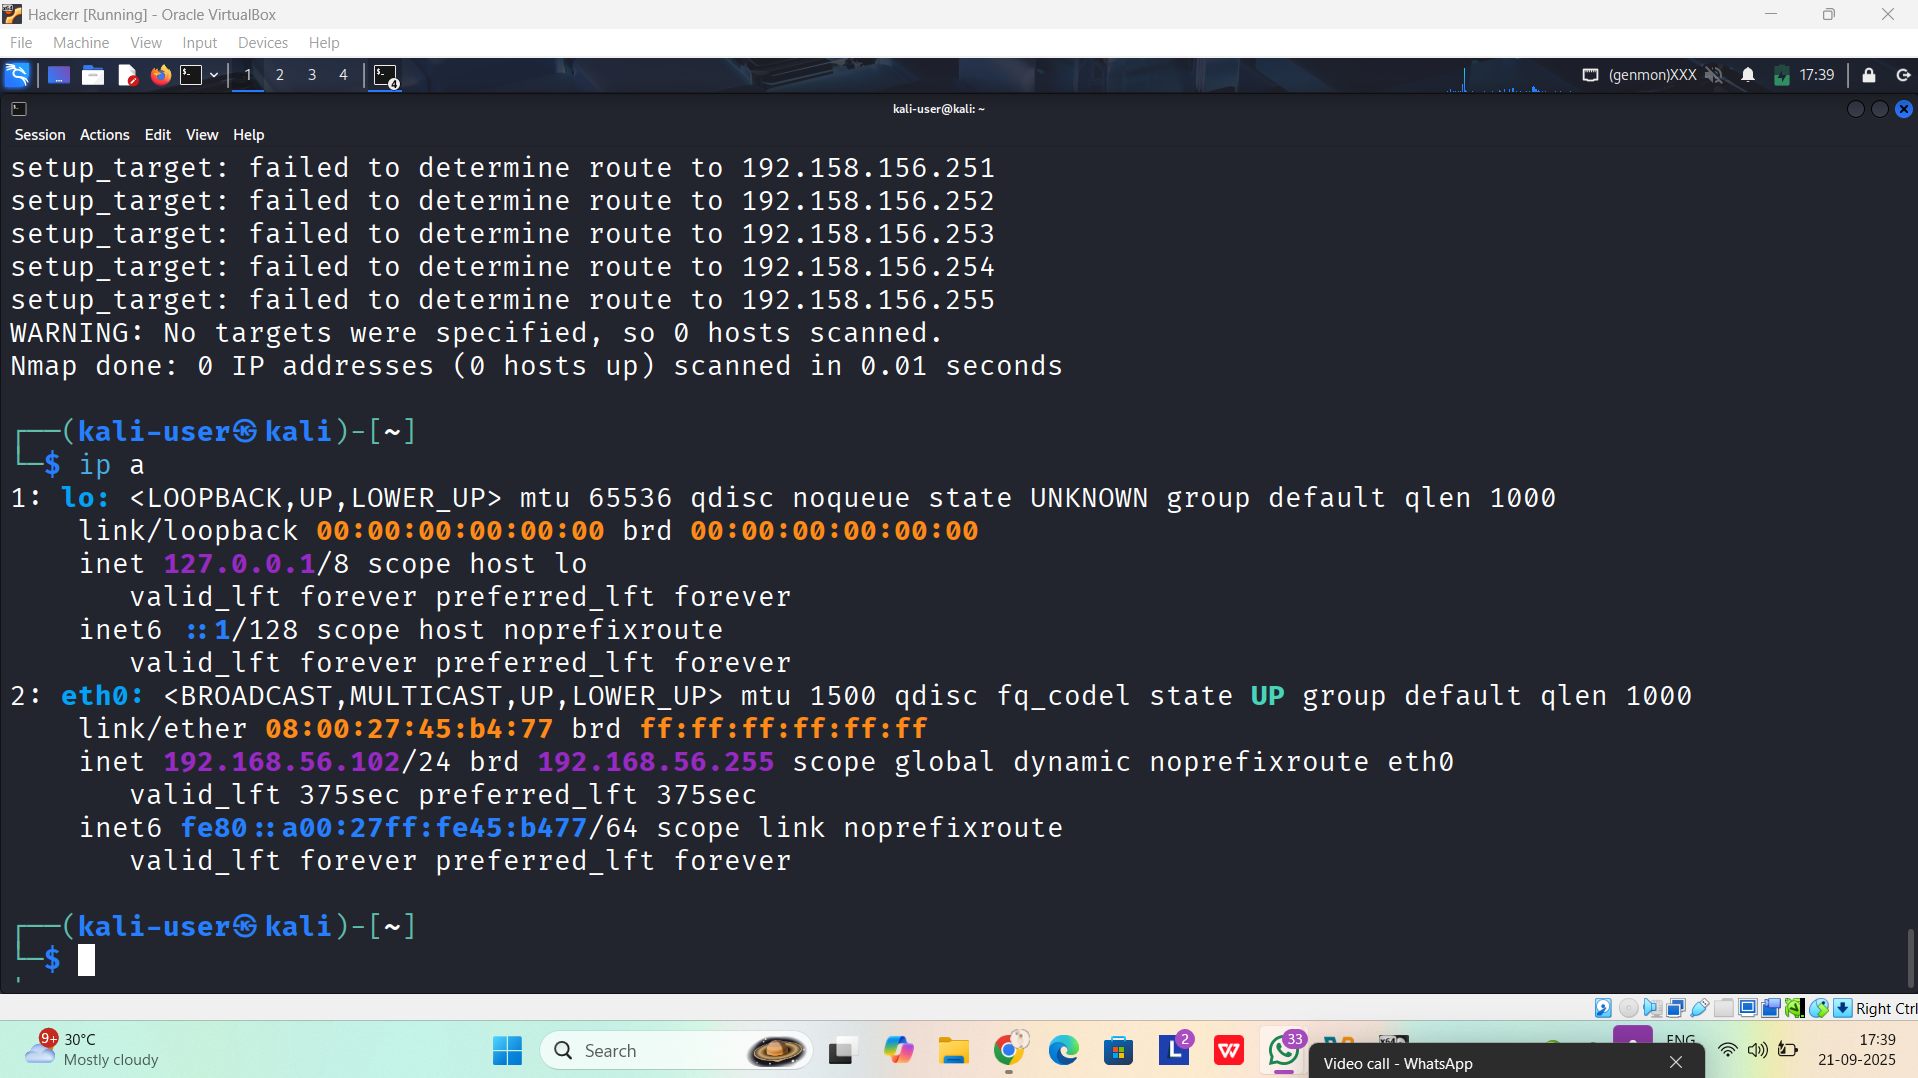 Hackerr [Running] - Oracle VirtualBox
File Machine View Input Devices Help
1 2 3 4 4 (genmon)XXX 17:39
kali-user@kali: ~
Session Actions Edit View Help
setup_target: failed to determine route to 192.158.156.251
setup_target: failed to determine route to 192.158.156.252
setup_target: failed to determine route to 192.158.156.253
setup_target: failed to determine route to 192.158.156.254
setup_target: failed to determine route to 192.158.156.255
WARNING: No targets were specified, so 0 hosts scanned.
Nmap done: 0 IP addresses (0 hosts up) scanned in 0.01 seconds
┌──(kali-user㉿kali)-[~]
└─$ ip a
1: lo: <LOOPBACK,UP,LOWER_UP> mtu 65536 qdisc noqueue state UNKNOWN group default qlen 1000
link/loopback 00:00:00:00:00:00 brd 00:00:00:00:00:00
inet 127.0.0.1/8 scope host lo
valid_lft forever preferred_lft forever
inet6 ::1/128 scope host noprefixroute
valid_lft forever preferred_lft forever
2: eth0: <BROADCAST,MULTICAST,UP,LOWER_UP> mtu 1500 qdisc fq_codel state UP group default qlen 1000
link/ether 08:00:27:45:b4:77 brd ff:ff:ff:ff:ff:ff
inet 192.168.56.102/24 brd 192.168.56.255 scope global dynamic noprefixroute eth0
valid_lft 375sec preferred_lft 375sec
inet6 fe80::a00:27ff:fe45:b477/64 scope link noprefixroute
valid_lft forever preferred_lft forever
┌──(kali-user㉿kali)-[~]
└─$
Right Ctrl
9+ 30°C
Mostly cloudy
Search
L 2
W
33
Video call - WhatsApp
ENG
17:39
21-09-2025